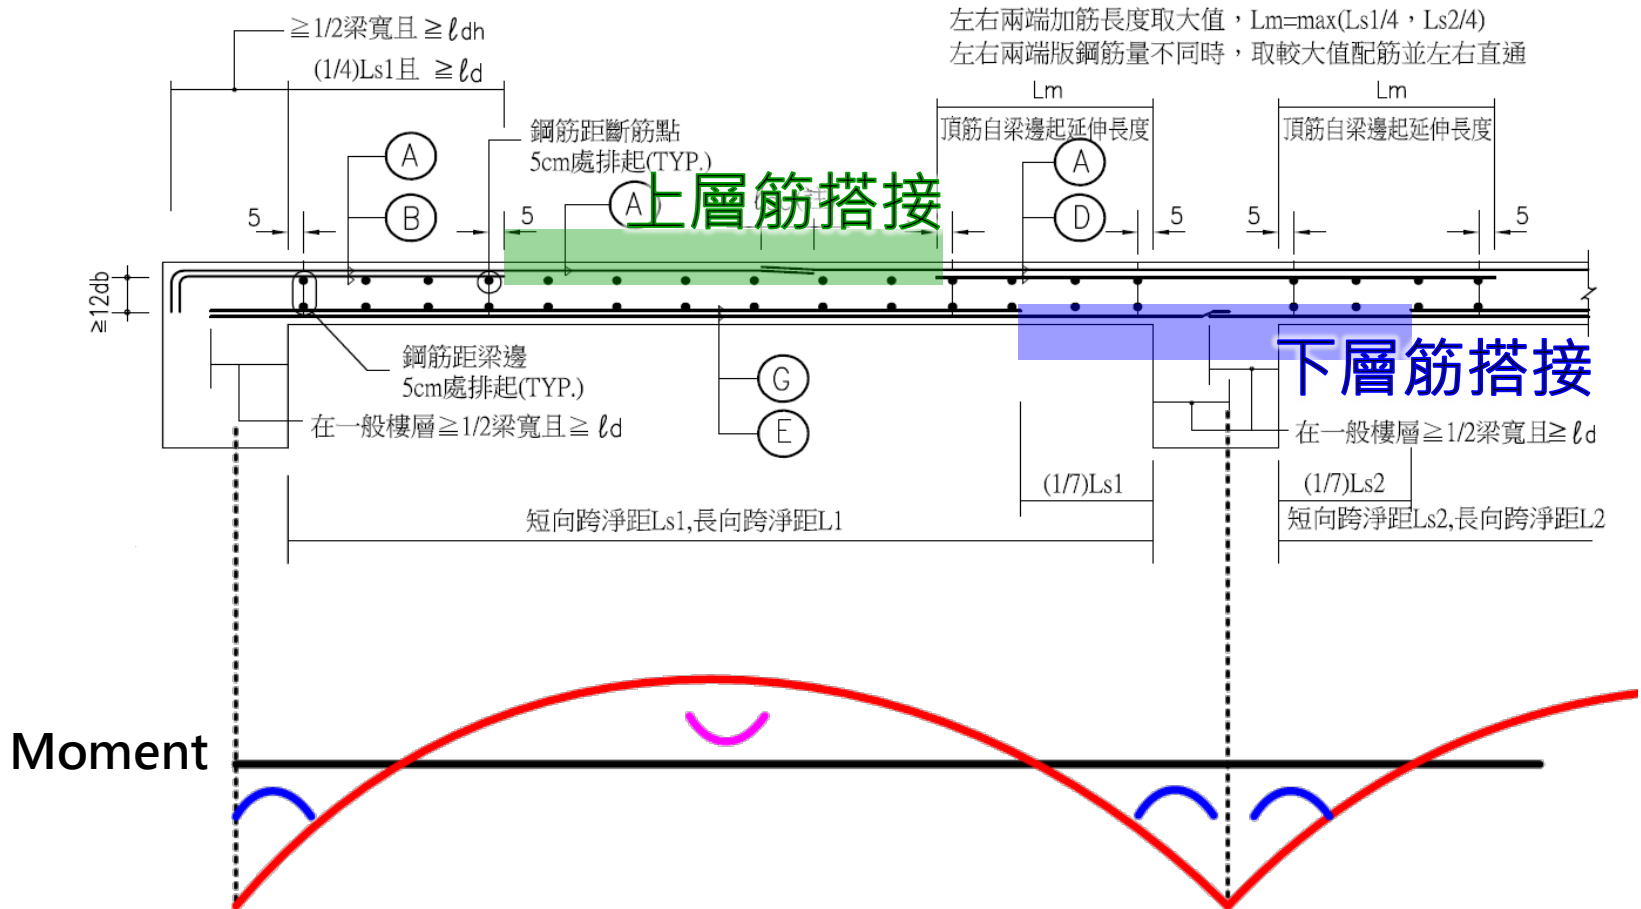 ≧1/2梁寬且≧ℓdh
(1/4)Ls1且 ≧ℓd
左右兩端加筋長度取大值，Lm=max(Ls1/4，Ls2/4)
左右兩端版鋼筋量不同時，取較大值配筋並左右直通
Lm
Lm
頂筋自梁邊起延伸長度
頂筋自梁邊起延伸長度
鋼筋距斷筋點
5cm處排起(TYP.)
A
B
A
上層筋搭接
A
D
5
5
5
5
5
≥12db
鋼筋距梁邊
5cm處排起(TYP.)
G
E
下層筋搭接
在一般樓層≧1/2梁寬且≧ ℓd
在一般樓層≧1/2梁寬且≧ℓd
(1/7)Ls1
(1/7)Ls2
短向跨淨距Ls1,長向跨淨距L1
短向跨淨距Ls2,長向跨淨距L2
Moment